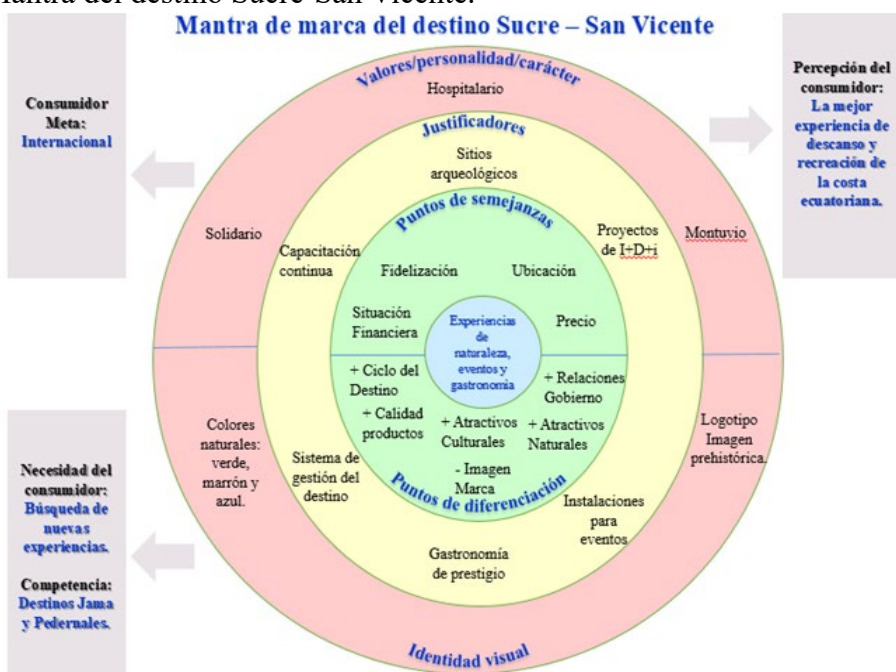 Mantra del destino Sucre-San Vicente.
Mantra de marca del destino Sucre – San Vicente
Consumidor
Meta:
Internacional
Necesidad del
consumidor:
Búsqueda de
nuevas
experiencias.
Competencia:
Destinos Jama
y Pedernales.
Valores/personalidad/carácter
Hospitalario
Solidario
Montuvio
Justificadores
Sitios
arqueológicos
Capacitación
continua
Proyectos
de I+D+i
Puntos de semejanzas
Fidelización
Ubicación
Situación
Financiera
Precio
Experiencias
de
naturaleza,
eventos y
gastronomía
+ Ciclo del
Destino
+ Relaciones
Gobierno
+ Calidad
productos
+ Atractivos
Culturales
+ Atractivos
Naturales
- Imagen
Marca
Puntos de diferenciación
Sistema de
gestión del
destino
Instalaciones
para
eventos
Gastronomía
de prestigio
Colores
naturales:
verde,
marrón y
azul.
Logotipo
Imagen
prehistórica.
Identidad visual
Percepción del
consumidor:
La mejor
experiencia de
descanso y
recreación de
la costa
ecuatoriana.